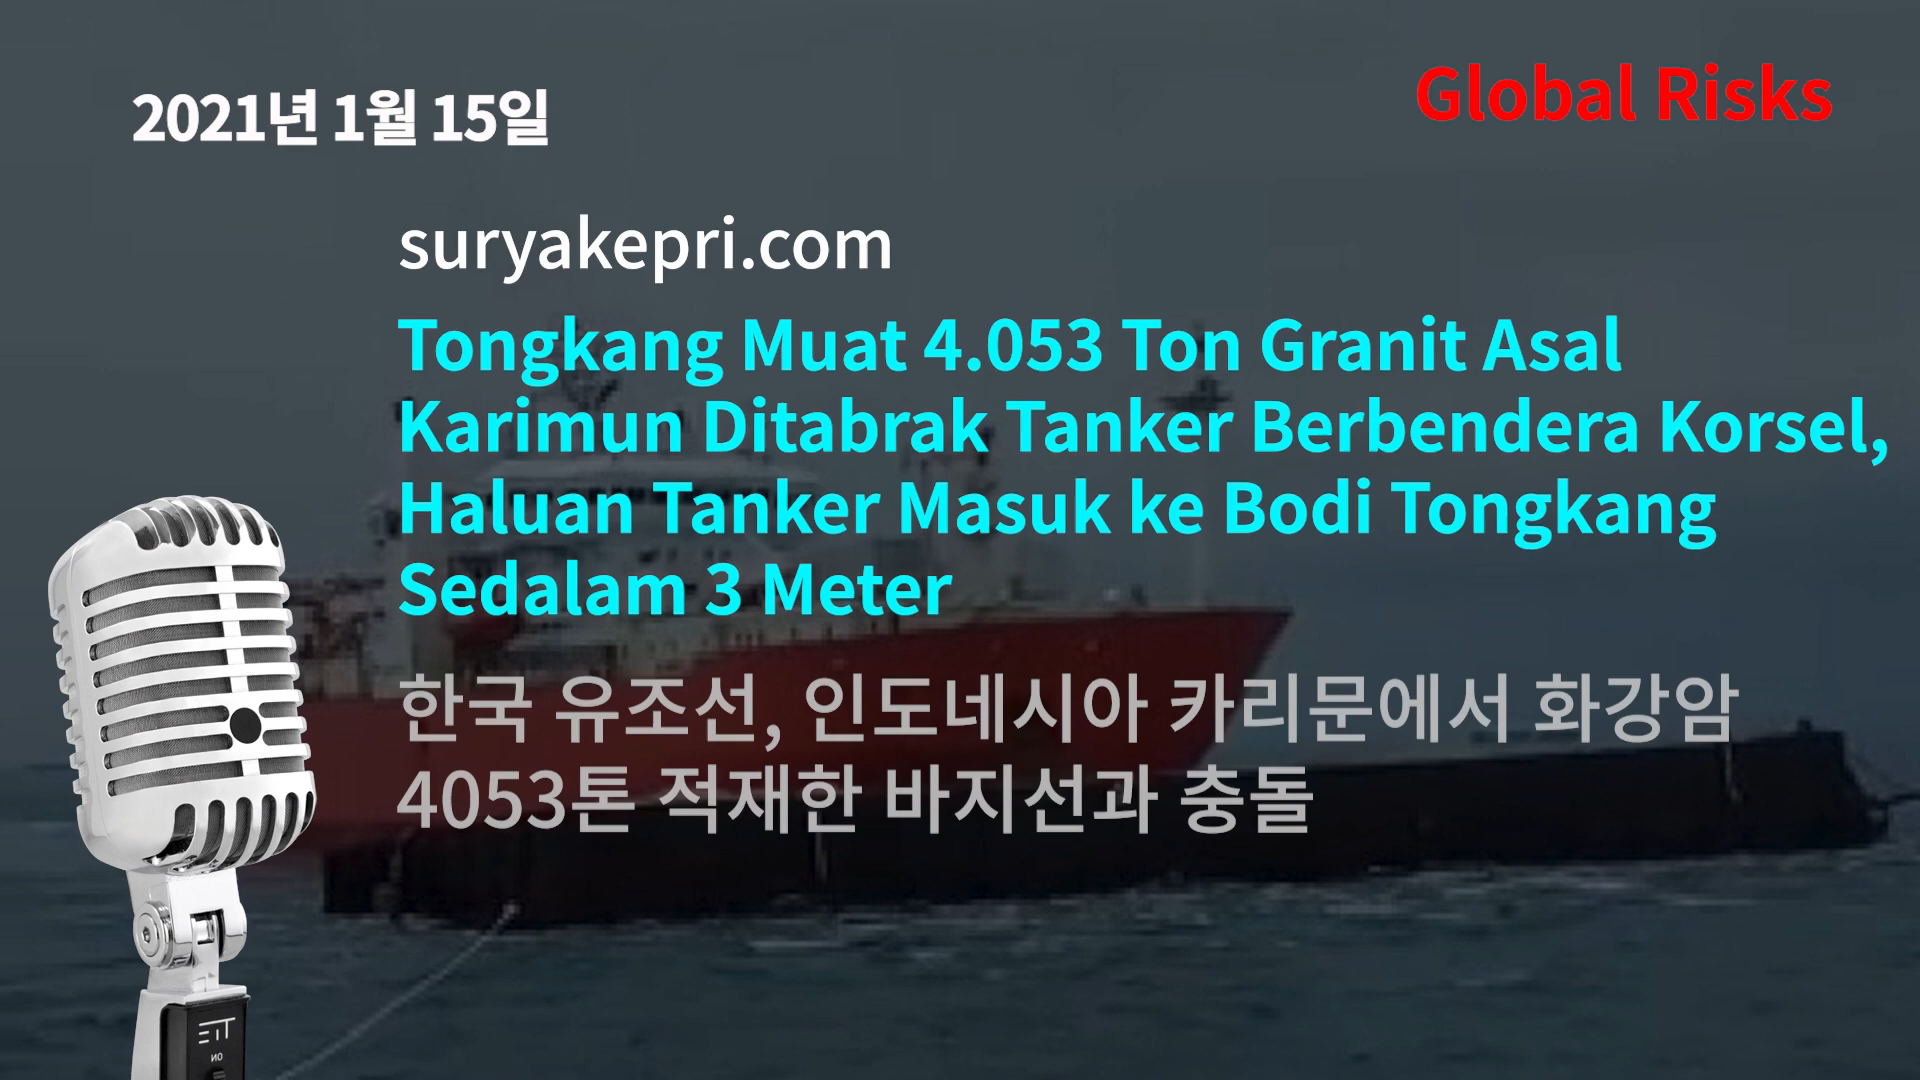 Global Risks
2021년 1월 15일
suryakepri.com
Tongkang Muat 4.053 Ton Granit Asal
Karimun Ditabrak Tanker Berbendera Korsel,
Haluan Tanker Masuk ke Bodi Tongkang
Sedalam 3 Meter
한국 유조선, 인도네시아 카리문에서 화강암
4053톤 적재한 바지선과 충돌